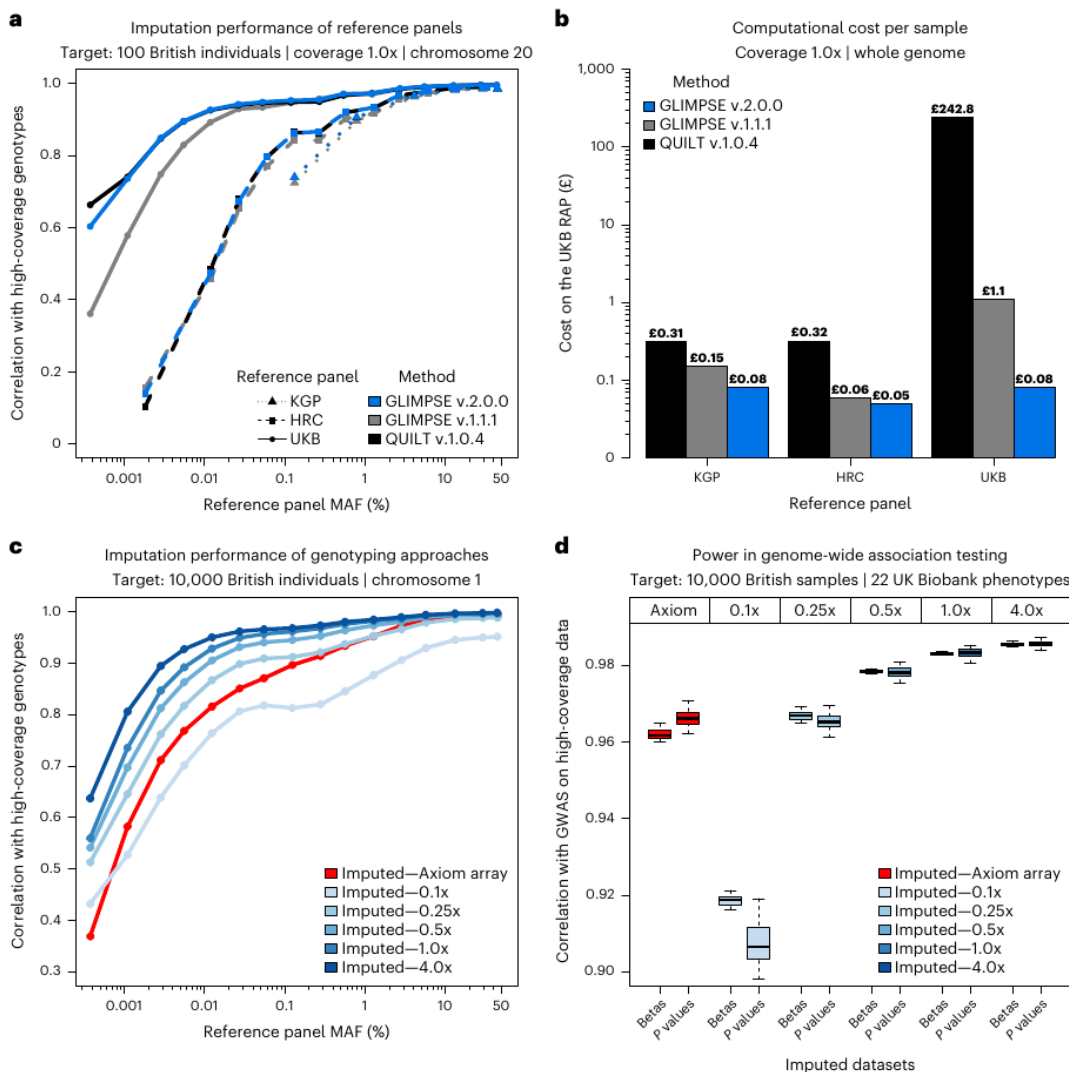 a
Imputation performance of reference panels
Target: 100 British individuals | coverage 1.0x | chromosome 20
Correlation with high-coverage genotypes
1.0
0.8
0.6
0.4
0.2
0
Reference panel
KGP
HRC
UKB
Method
GLIMPSE v.2.0.0
GLIMPSE v.1.1.1
QUILT v.1.0.4
0.001
0.01
0.1
1
10
50
Reference panel MAF (%)
b
Computational cost per sample
Coverage 1.0x | whole genome
Cost on the UKB RAP (£)
1,000
100
10
1
0.1
0
Method
GLIMPSE v.2.0.0
GLIMPSE v.1.1.1
QUILT v.1.0.4
£0.31
£0.15
£0.08
£0.32
£0.06
£0.05
£242.8
£1.1
£0.08
KGP
HRC
UKB
Reference panel
c
Imputation performance of genotyping approaches
Target: 10,000 British individuals | chromosome 1
Correlation with high-coverage genotypes
1.0
0.9
0.8
0.7
0.6
0.5
0.4
0.3
Imputed—Axiom array
Imputed—0.1x
Imputed—0.25x
Imputed—0.5x
Imputed—1.0x
Imputed—4.0x
0.001
0.01
0.1
1
10
50
Reference panel MAF (%)
d
Power in genome-wide association testing
Target: 10,000 British samples | 22 UK Biobank phenotypes
Axiom
0.1x
0.25x
0.5x
1.0x
4.0x
Correlation with GWAS on high-coverage data
0.98
0.96
0.94
0.92
0.90
Imputed—Axiom array
Imputed—0.1x
Imputed—0.25x
Imputed—0.5x
Imputed—1.0x
Imputed—4.0x
Betas
P values
Betas
P values
Betas
P values
Betas
P values
Betas
P values
Betas
P values
Imputed datasets